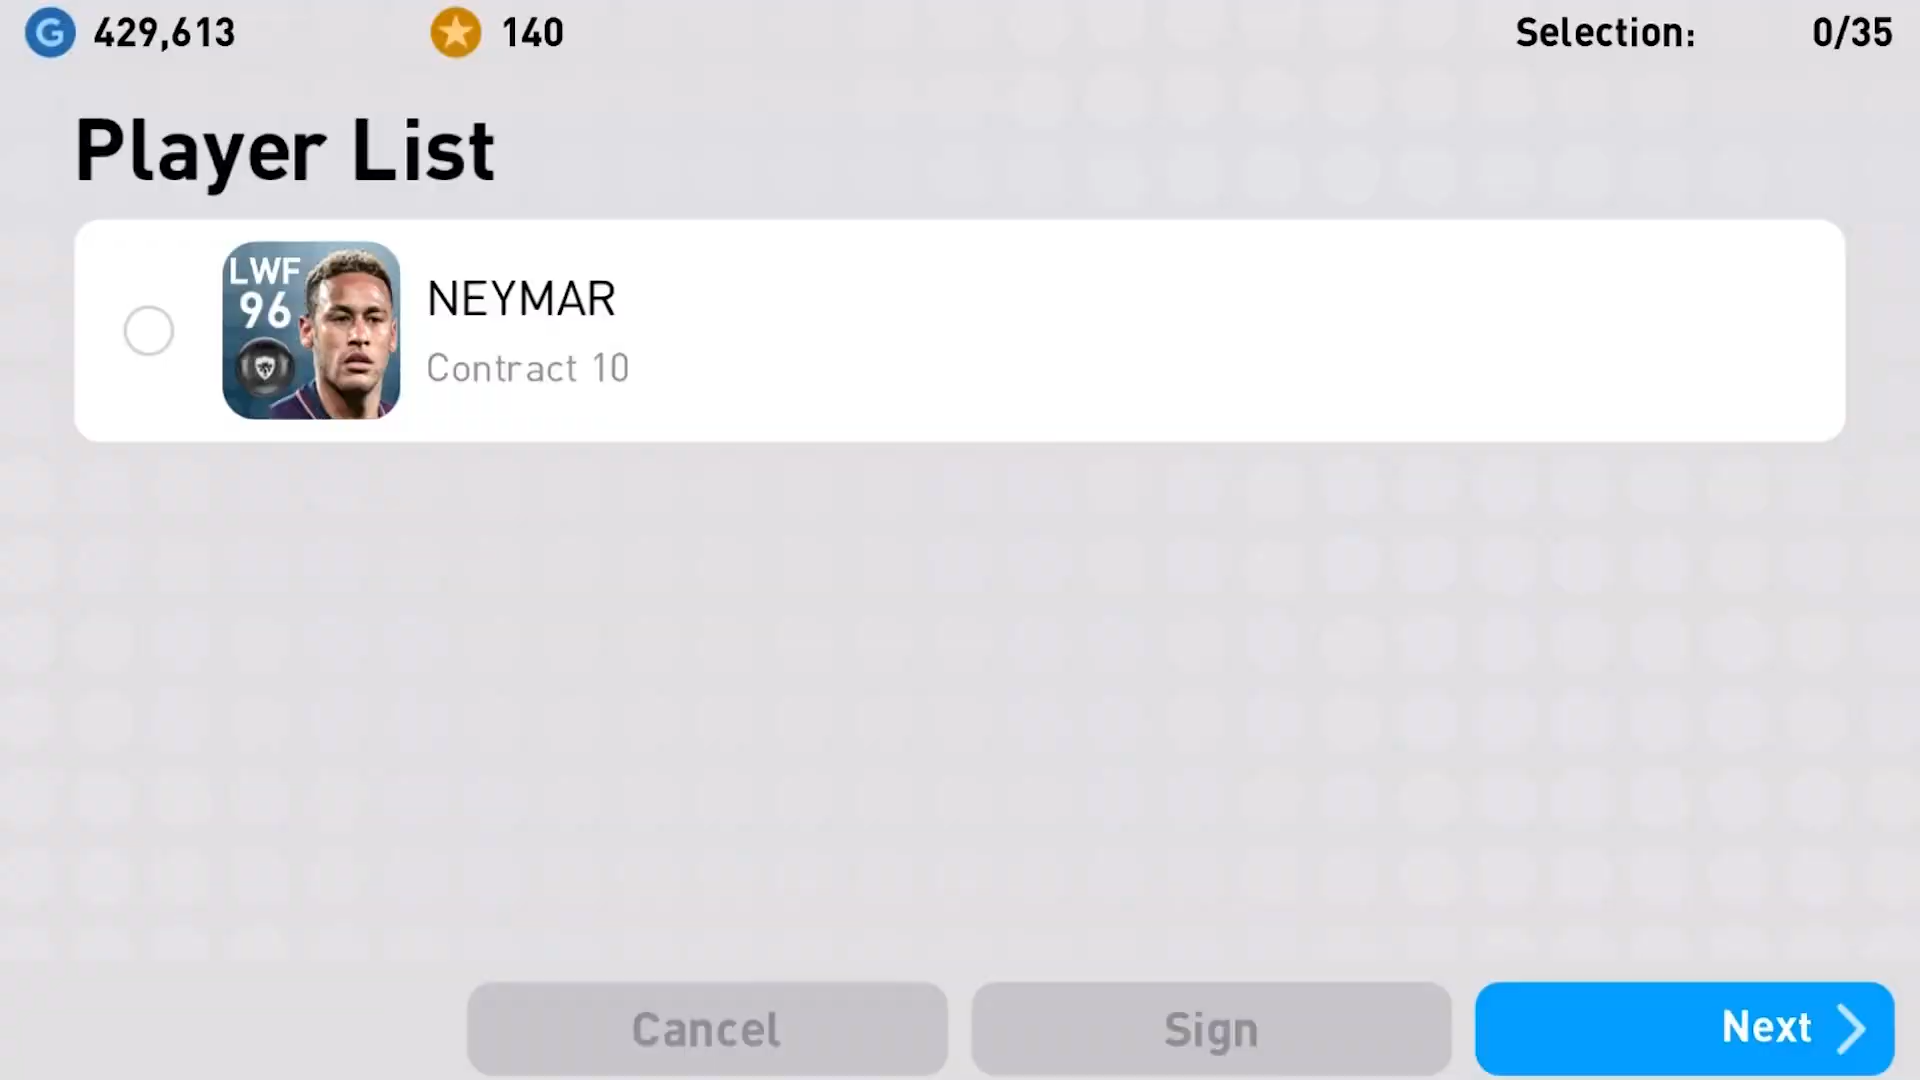 G 429,613 140 Selection: 0/35
Player List
LWF
96
NEYMAR
Contract 10
Cancel Sign Next